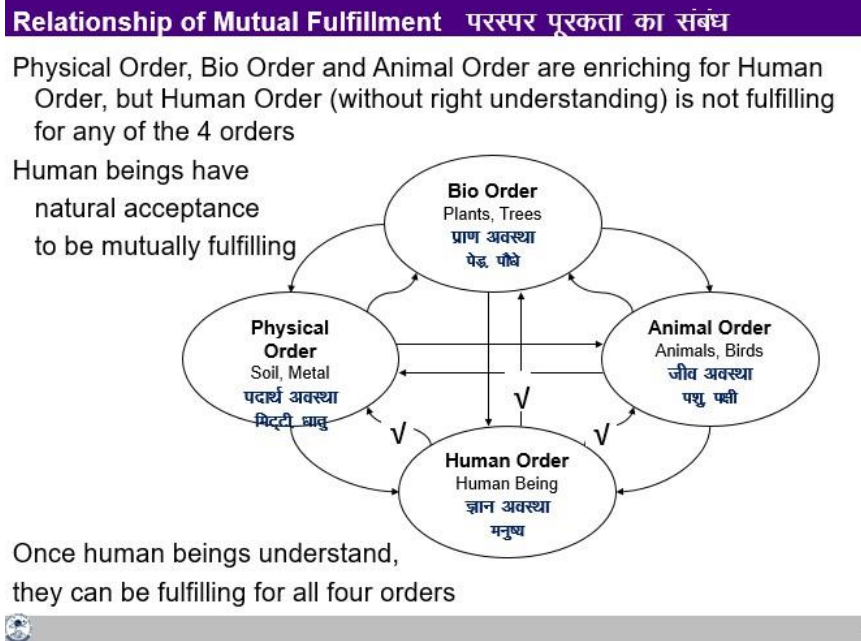 Relationship of Mutual Fulfillment परस्पर पूरकता का संबंध
Physical Order, Bio Order and Animal Order are enriching for Human
Order, but Human Order (without right understanding) is not fulfilling
for any of the 4 orders
Human beings have
natural acceptance
to be mutually fulfilling
Bio Order
Plants, Trees
प्राण अवस्था
पेड़, पौधे
Physical
Order
Soil, Metal
पदार्थ अवस्था
मिट्टी, धातु
Animal Order
Animals, Birds
जीव अवस्था
पशु, पक्षी
√
√
√
Human Order
Human Being
ज्ञान अवस्था
मनुष्य
Once human beings understand,
they can be fulfilling for all four orders